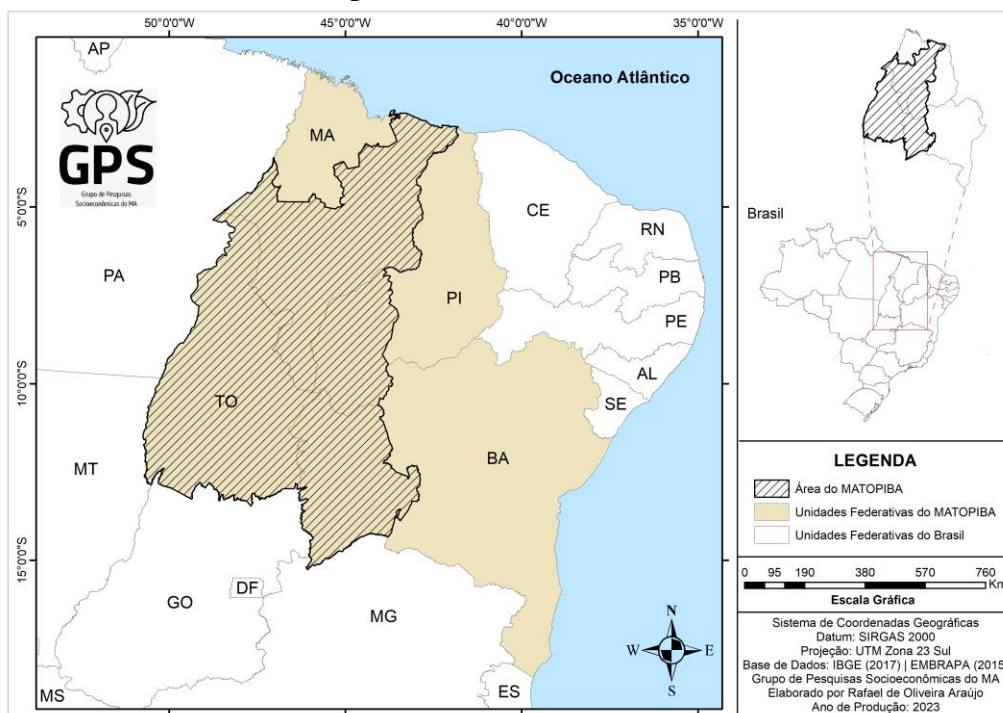 50°0'0"W
45°0'0"W
40°0'0"W
35°0'0"W
AP
Oceano Atlântico
GPS
Grupo de Pesquisas
Socioeconômicas do MA
MA
5°0'0"S
CE
RN
PA
PB
PI
PE
10°0'0"S
AL
TO
SE
MT
BA
15°0'0"S
DF
GO
MG
MS
ES
N
W
E
S
Brasil
LEGENDA
Área do MATOPIBA
Unidades Federativas do MATOPIBA
Unidades Federativas do Brasil
0 95 190 380 570 760
Km
Escala Gráfica
Sistema de Coordenadas Geográficas
Datum: SIRGAS 2000
Projeção: UTM Zona 23 Sul
Base de Dados: IBGE (2017) | EMBRAPA (2015
Grupo de Pesquisas Socioeconômicas do MA
Elaborado por Rafael de Oliveira Araújo
Ano de Produção: 2023